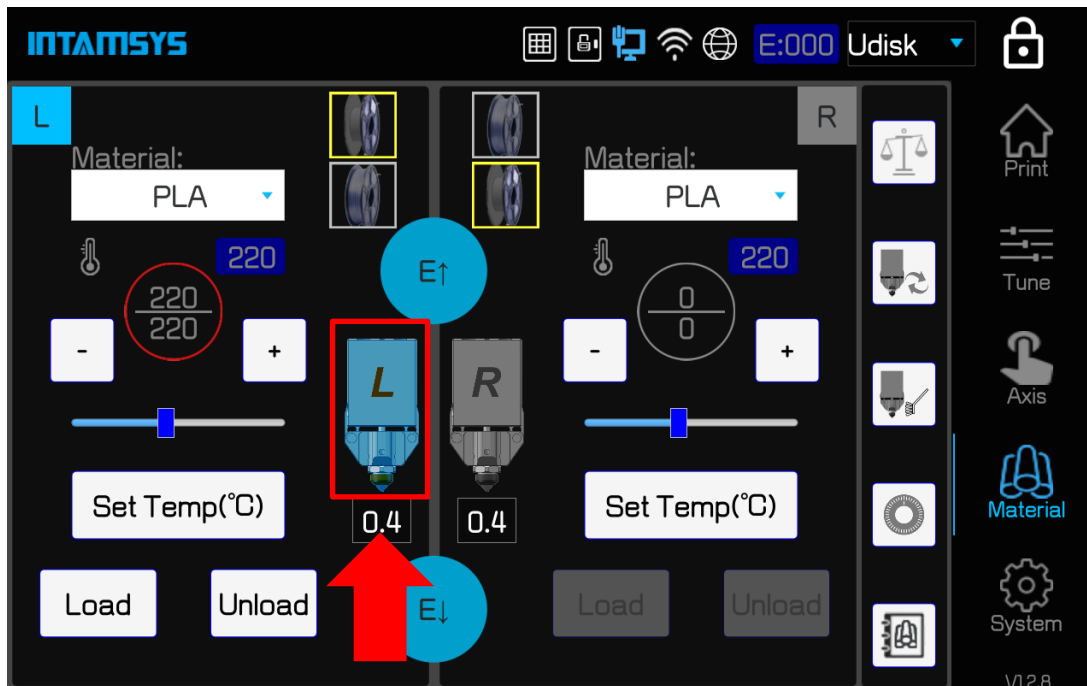 INTAMSYS
E:000 Udisk
L
R
Material:
PLA
Material:
PLA
220
220
220
E↑
220
0
0
-
+
-
+
L
R
Set Temp(℃)
0.4
0.4
Set Temp(℃)
Load
Unload
E↓
Load
Unload
Print
Tune
Axis
Material
System
V1.2.8